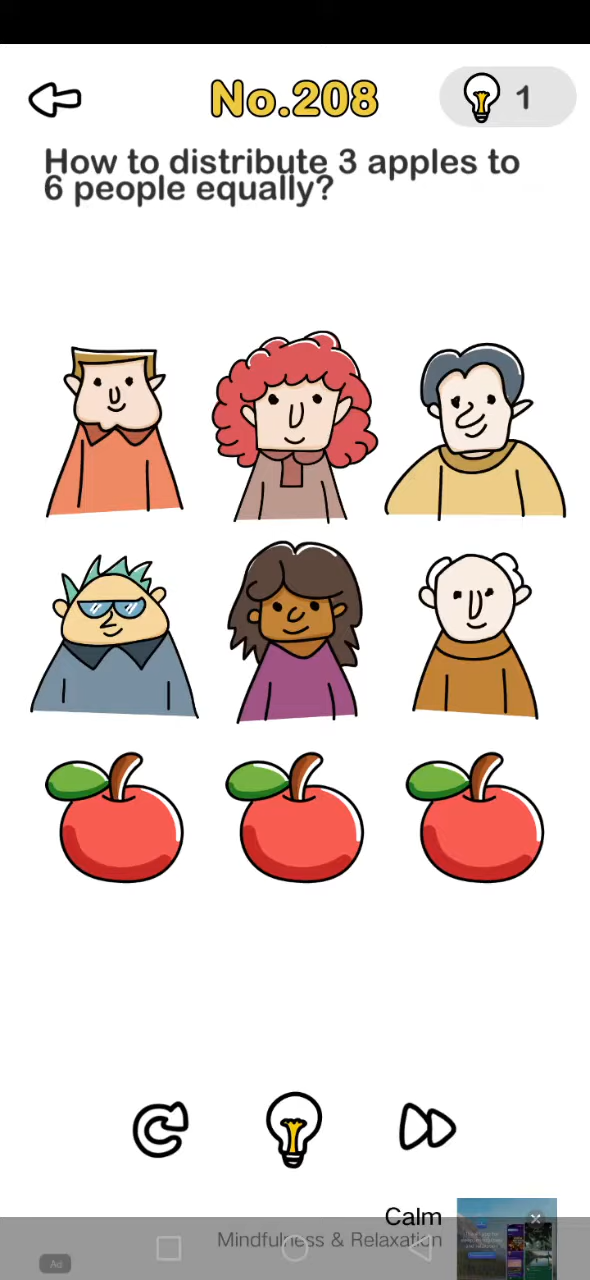 No.208
1
How to distribute 3 apples to
6 people equally?
Calm
Mindfulness & Relaxation
Ad